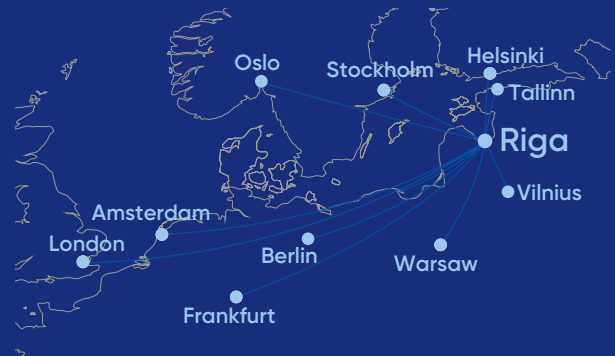 Helsinki
Oslo
Stockholm
Tallinn
Riga
Vilnius
Amsterdam
London
Berlin
Warsaw
Frankfurt